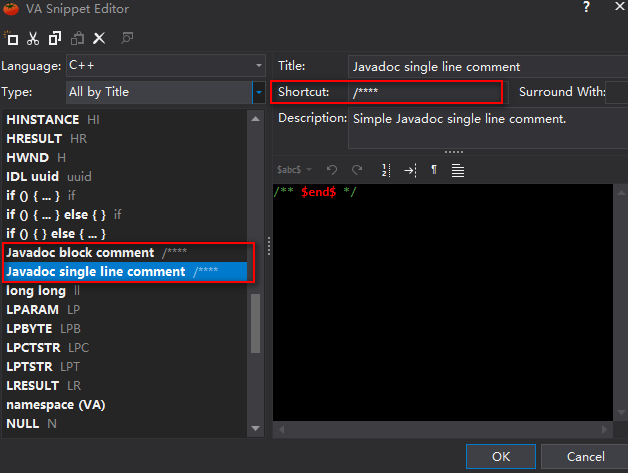 VA Snippet Editor
?
Language: C++
Type: All by Title
HINSTANCE HI
HRESULT HR
HWND H
IDL uuid uuid
if () { ... } if
if () { ... } else { } if
if () { } else { ... }
Javadoc block comment /****
Javadoc single line comment /****
long long ll
LPARAM LP
LPBYTE LPB
LPCTSTR LPC
LPTSTR LPT
LRESULT LR
namespace (VA)
NULL N
Title: Javadoc single line comment
Shortcut: /****
Surround With:
Description: Simple Javadoc single line comment.
$abc$
/** $end$ */
OK
Cancel